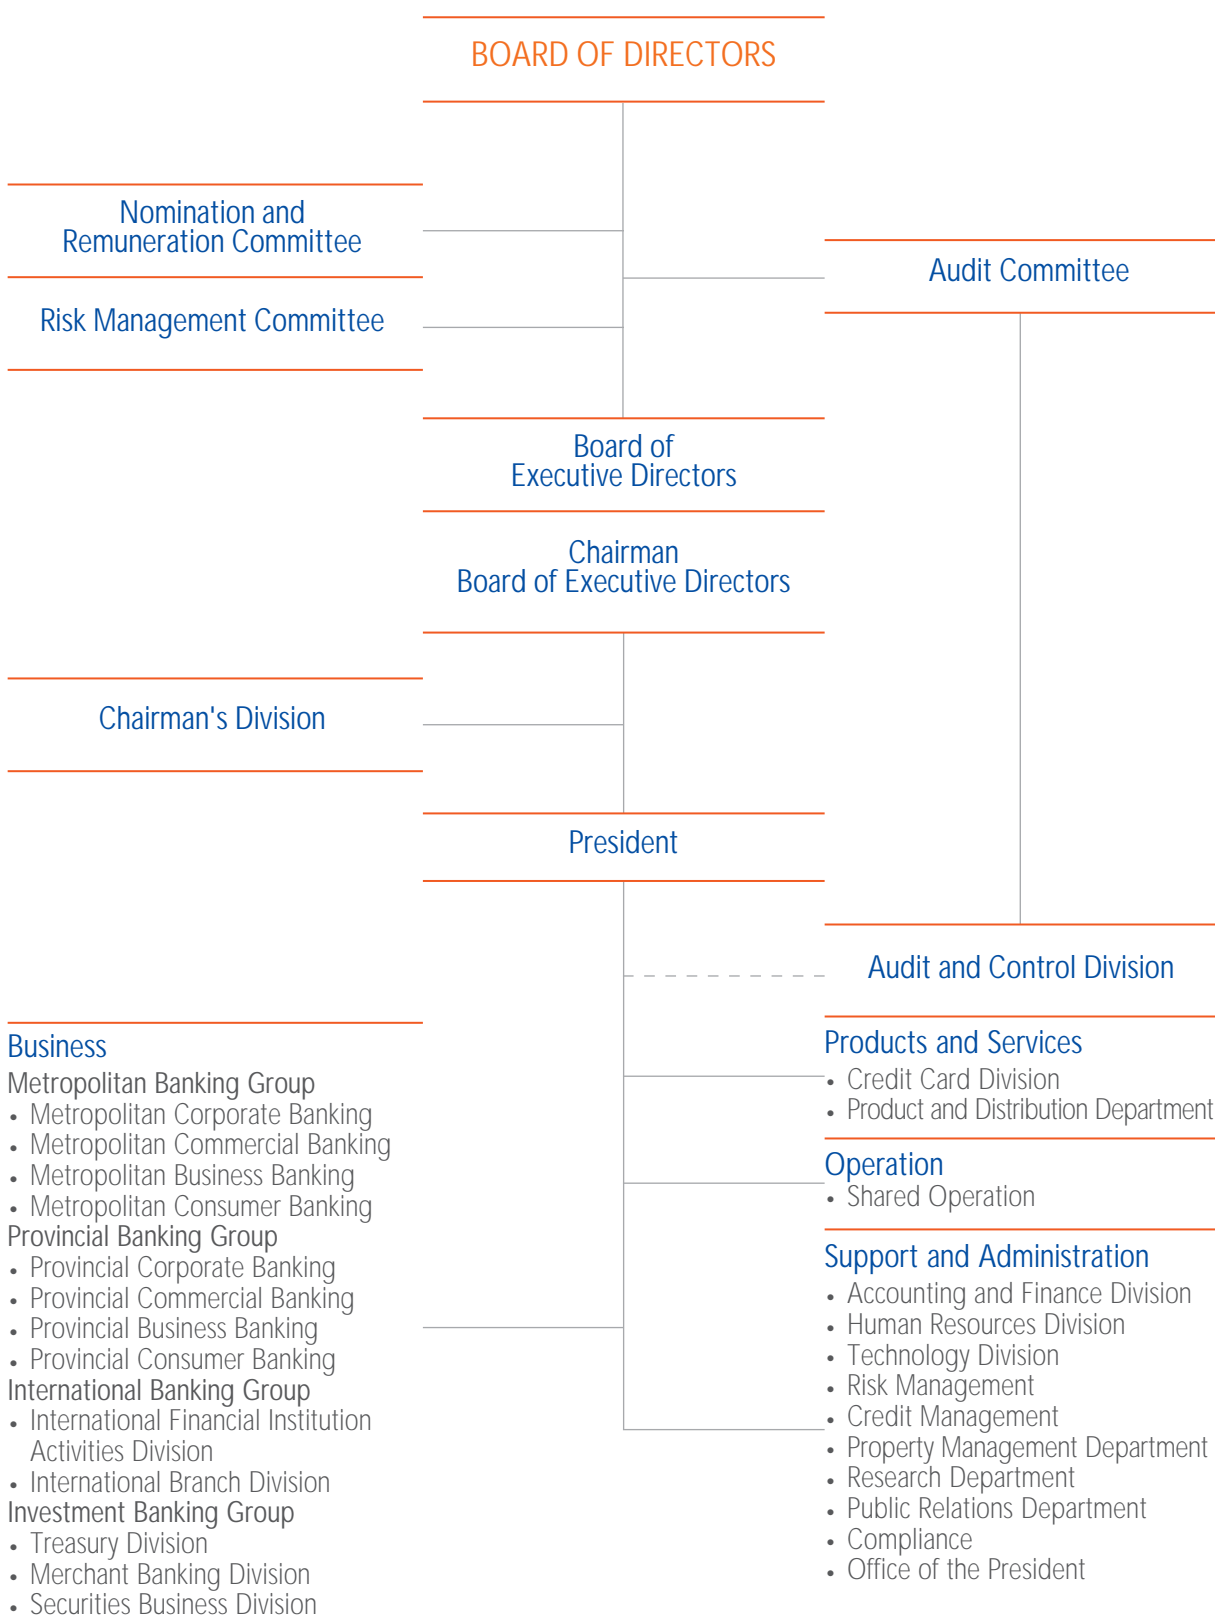 BOARD OF DIRECTORS
Nomination and
Remuneration Committee
Audit Committee
Risk Management Committee
Board of
Executive Directors
Chairman
Board of Executive Directors
Chairman's Division
President
Audit and Control Division
Business
Metropolitan Banking Group
• Metropolitan Corporate Banking
• Metropolitan Commercial Banking
• Metropolitan Business Banking
• Metropolitan Consumer Banking
Provincial Banking Group
• Provincial Corporate Banking
• Provincial Commercial Banking
• Provincial Business Banking
• Provincial Consumer Banking
International Banking Group
• International Financial Institution
Activities Division
• International Branch Division
Investment Banking Group
• Treasury Division
• Merchant Banking Division
• Securities Business Division
Products and Services
• Credit Card Division
• Product and Distribution Department
Operation
• Shared Operation
Support and Administration
• Accounting and Finance Division
• Human Resources Division
• Technology Division
• Risk Management
• Credit Management
• Property Management Department
• Research Department
• Public Relations Department
• Compliance
• Office of the President